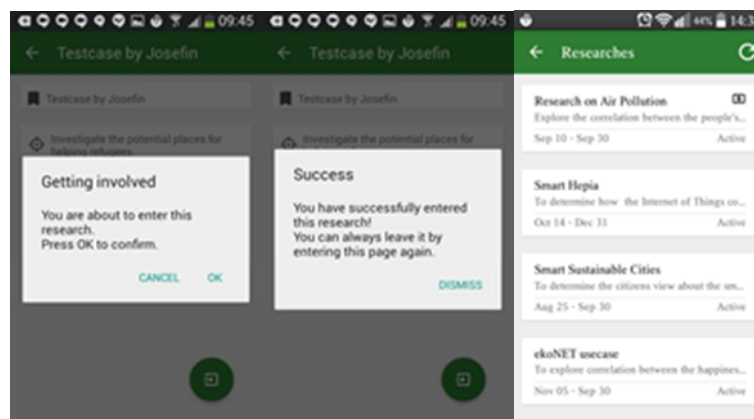 09:45
Testcase by Josefin
Testcase by Josefin
Investigate the potential places for
helping refugees
Getting involved
You are about to enter this
research.
Press OK to confirm.
CANCEL OK
09:45
Testcase by Josefin
Testcase by Josefin
Investigate the potential places for
Success
You have successfully entered
this research!
You can always leave it by
entering this page again.
DISMISS
44% 14:3
Researches
Research on Air Pollution
Explore the correlation between the people's...
Sep 10 - Sep 30 Active
Smart Hepia
To determine how the Internet of Things co...
Oct 14 - Dec 31 Active
Smart Sustainable Cities
To determine the citizens view about the sm...
Aug 25 - Sep 30 Active
ekoNET usecase
To explore correlation between the happines...
Nov 05 - Sep 30 Active